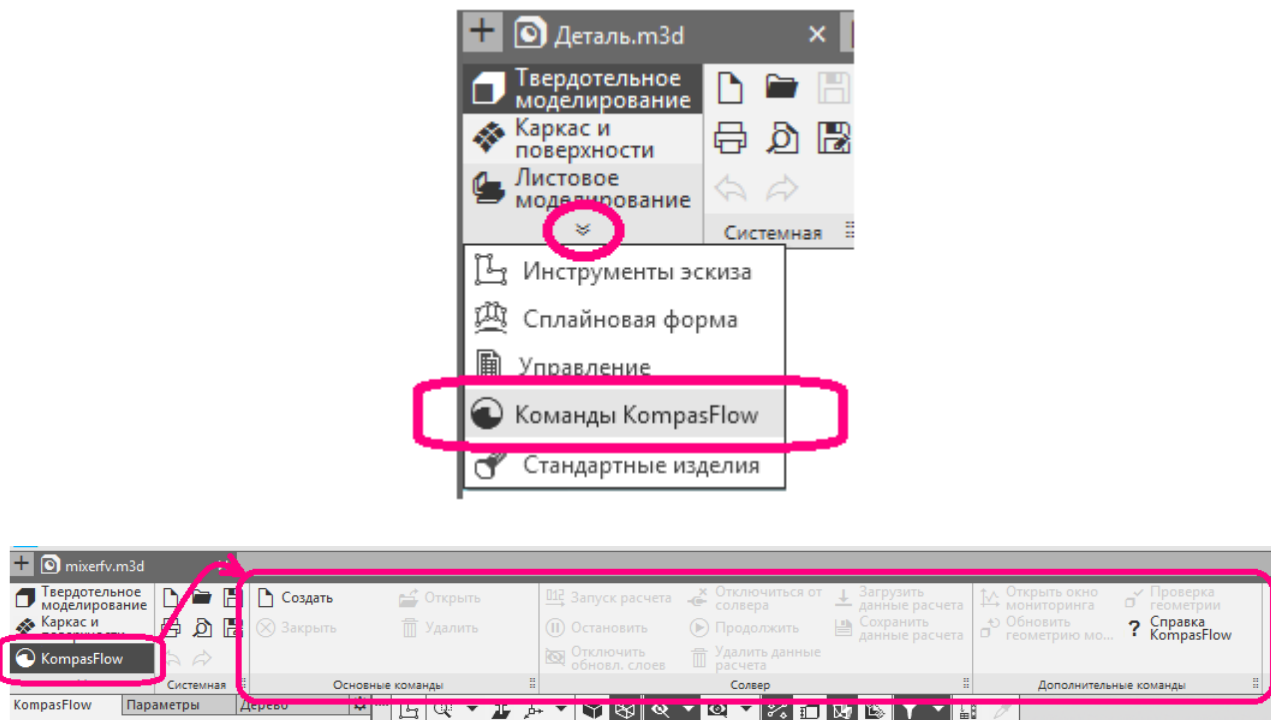 Деталь.m3d
Твердотельное
моделирование
Каркас и
поверхности
Листовое
моделирование
Системная
Инструменты эскиза
Сплайновая форма
Управление
Команды KompasFlow
Стандартные изделия
mixerfv.m3d
Твердотельное
моделирование
Каркас и
поверхности
KompasFlow
Системная
Создать
Открыть
Закрыть
Удалить
Основные команды
Запуск расчета
Отключиться от
солвера
Загрузить
данные расчета
Остановить
Продолжить
Сохранить
данные расчета
Отключить
обновл. слоев
Удалить данные
расчета
Солвер
Открыть окно
мониторинга
Проверка
геометрии
Обновить
геометрию мо...
? Справка
KompasFlow
Дополнительные команды
KompasFlow
Параметры
Дерево